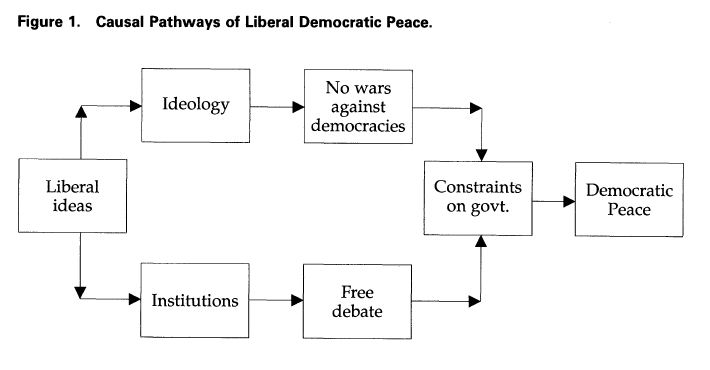 Figure 1. Causal Pathways of Liberal Democratic Peace.
Ideology
No wars
against
democracies
Liberal
ideas
Constraints
on govt.
Democratic
Peace
Institutions
Free
debate